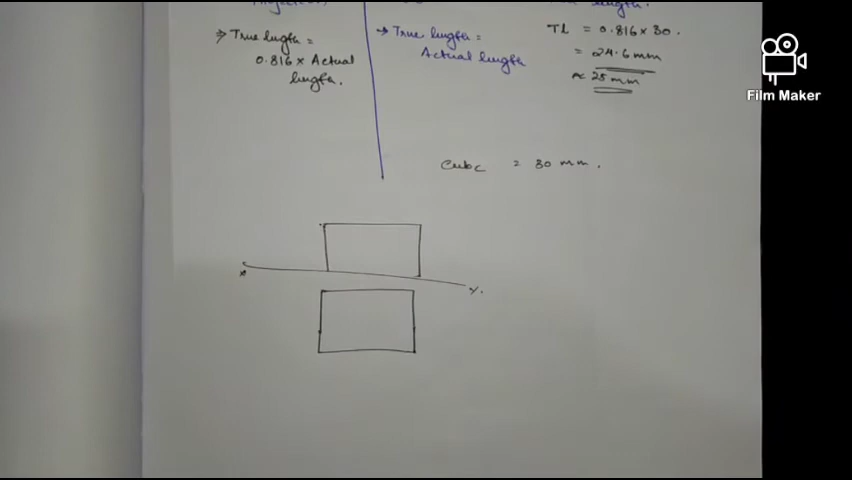 ⇒ True length =
0.816 × Actual
length.
→ True length =
Actual length
length.
TL = 0.816 × 30.
= 24.6 mm
≈ 25 mm
Cube = 30 mm.
x
y.
Film Maker